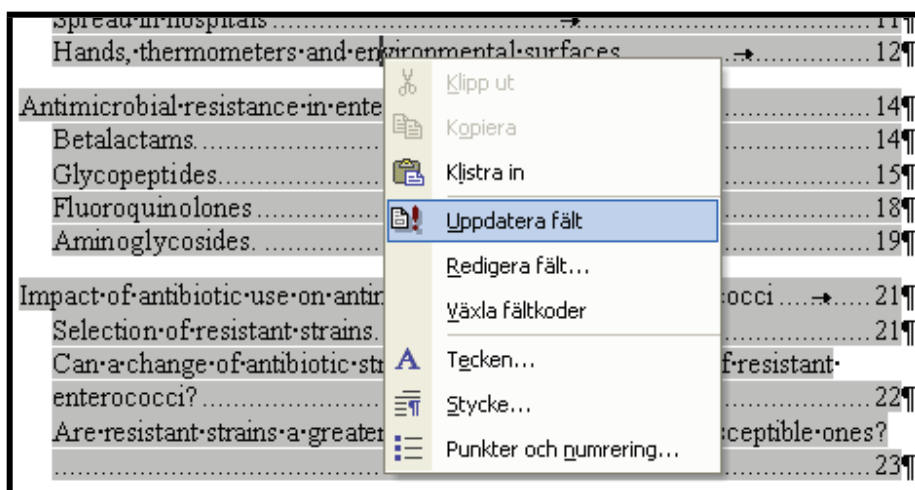 Spread·in·hospitals → 11¶
Hands,·thermometers·and·environmental·surfaces → 12¶
Antimicrobial·resistance·in·ente 14¶
Betalactams. 14¶
Glycopeptides 15¶
Fluoroquinolones 18¶
Aminoglycosides. 19¶
Impact·of·antibiotic·use·on·antim occi → 21¶
Selection·of·resistant·strains. 21¶
Can·a·change·of·antibiotic·str f·resistant·
enterococci? 22¶
Are·resistant·strains·a·greater ceptible·ones?
23¶
Klipp ut
Kopiera
Klistra in
Uppdatera fält
Redigera fält...
Växla fältkoder
Tecken...
Stycke...
Punkter och numrering...